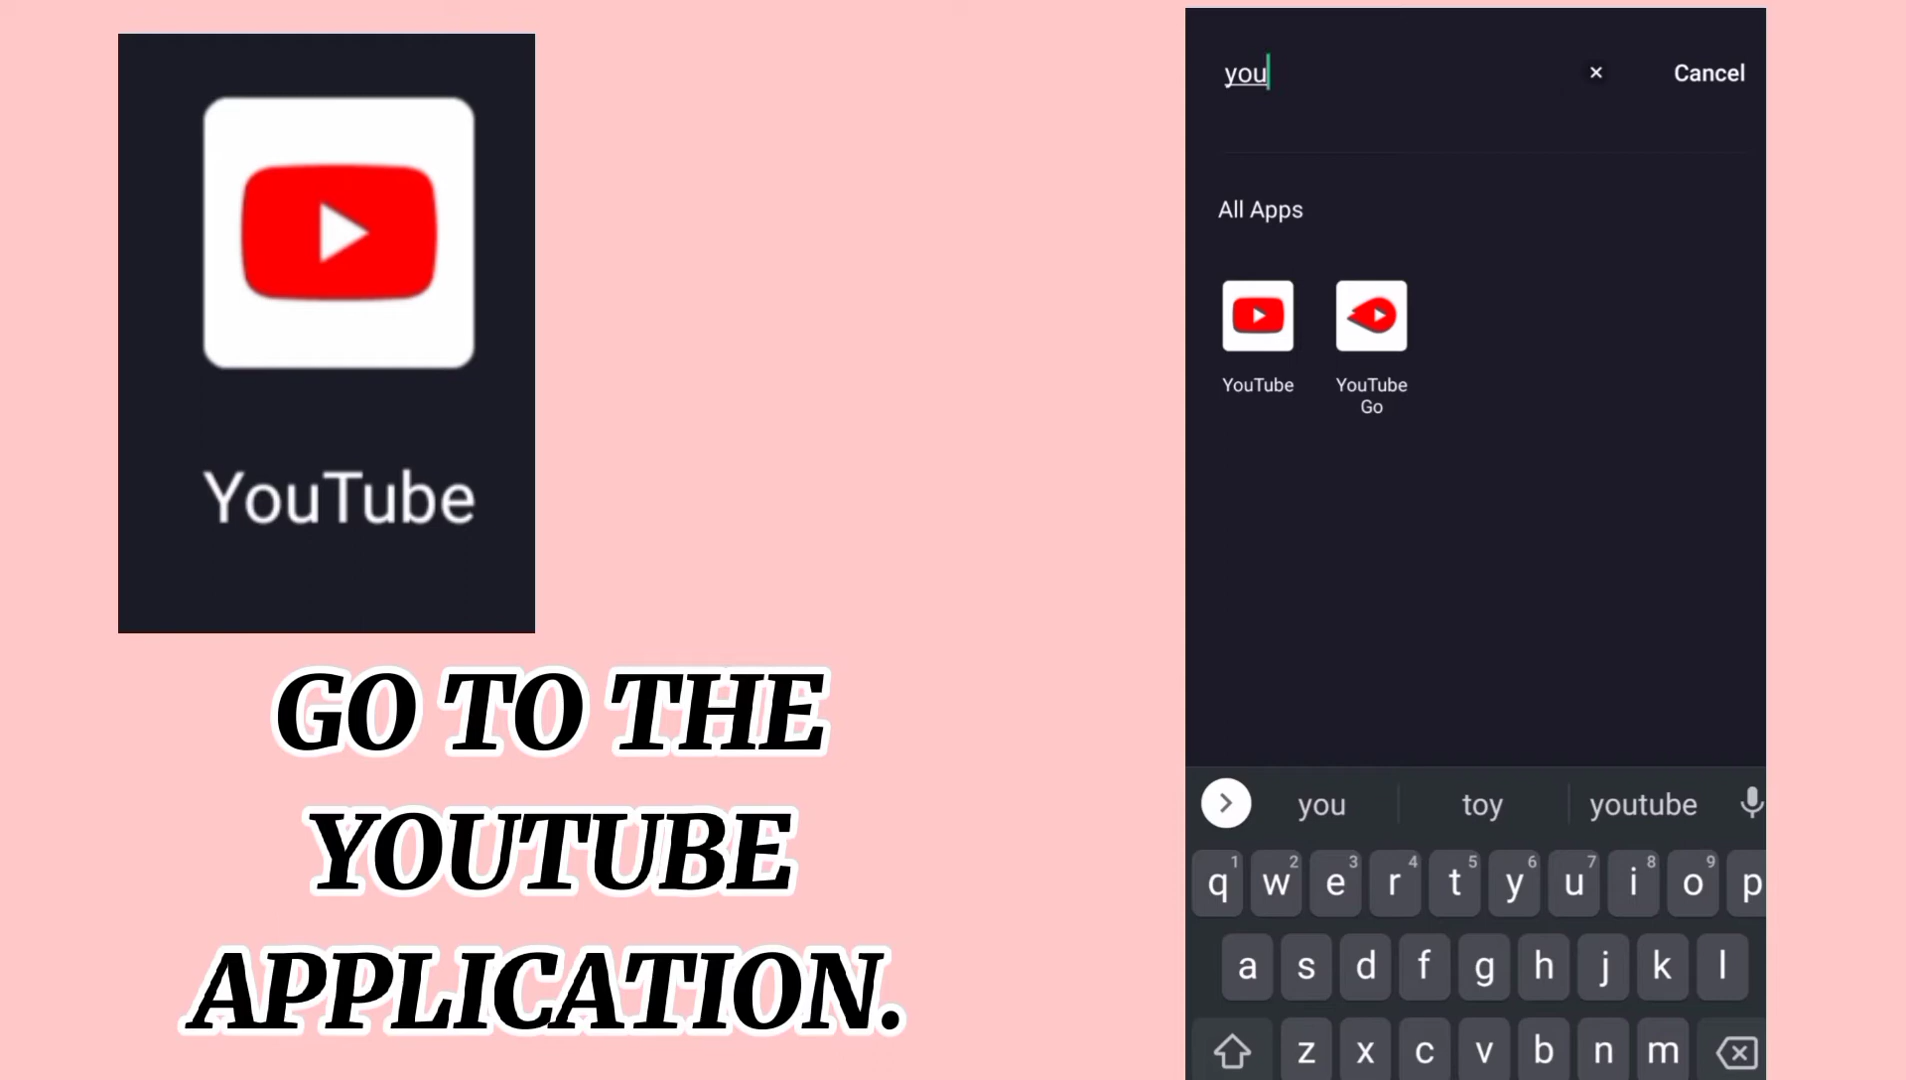 YouTube
GO TO THE
YOUTUBE
APPLICATION.
you
Cancel
All Apps
YouTube
YouTube
Go
you toy youtube
1 2 3 4 5 6 7 8 9
q w e r t y u i o p
a s d f g h j k l
z x c v b n m